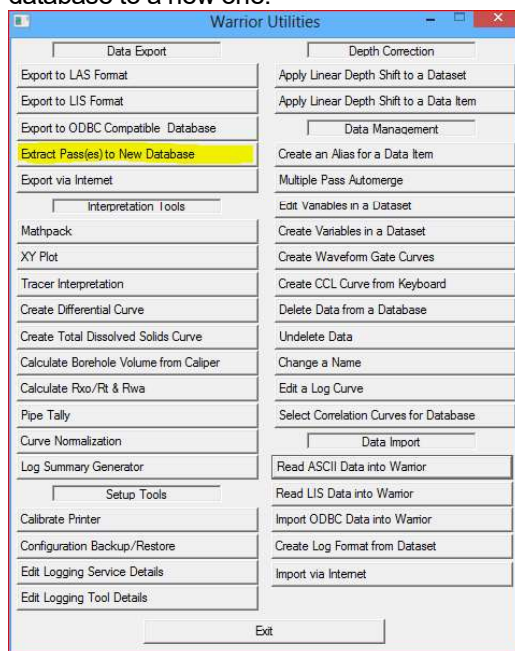 database to a new one.
Warrior Utilities
Data Export
Export to LAS Format
Export to LIS Format
Export to ODBC Compatible Database
Extract Pass(es) to New Database
Export via Internet
Interpretation Tools
Mathpack
XY Plot
Tracer Interpretation
Create Differential Curve
Create Total Dissolved Solids Curve
Calculate Borehole Volume from Caliper
Calculate Rxo/Rt & Rwa
Pipe Tally
Curve Normalization
Log Summary Generator
Setup Tools
Calibrate Printer
Configuration Backup/Restore
Edit Logging Service Details
Edit Logging Tool Details
Depth Correction
Apply Linear Depth Shift to a Dataset
Apply Linear Depth Shift to a Data Item
Data Management
Create an Alias for a Data Item
Multiple Pass Automerge
Edit Variables in a Dataset
Create Variables in a Dataset
Create Waveform Gate Curves
Create CCL Curve from Keyboard
Delete Data from a Database
Undelete Data
Change a Name
Edit a Log Curve
Select Correlation Curves for Database
Data Import
Read ASCII Data into Warrior
Read LIS Data into Warrior
Import ODBC Data into Warrior
Create Log Format from Dataset
Import via Internet
Exit